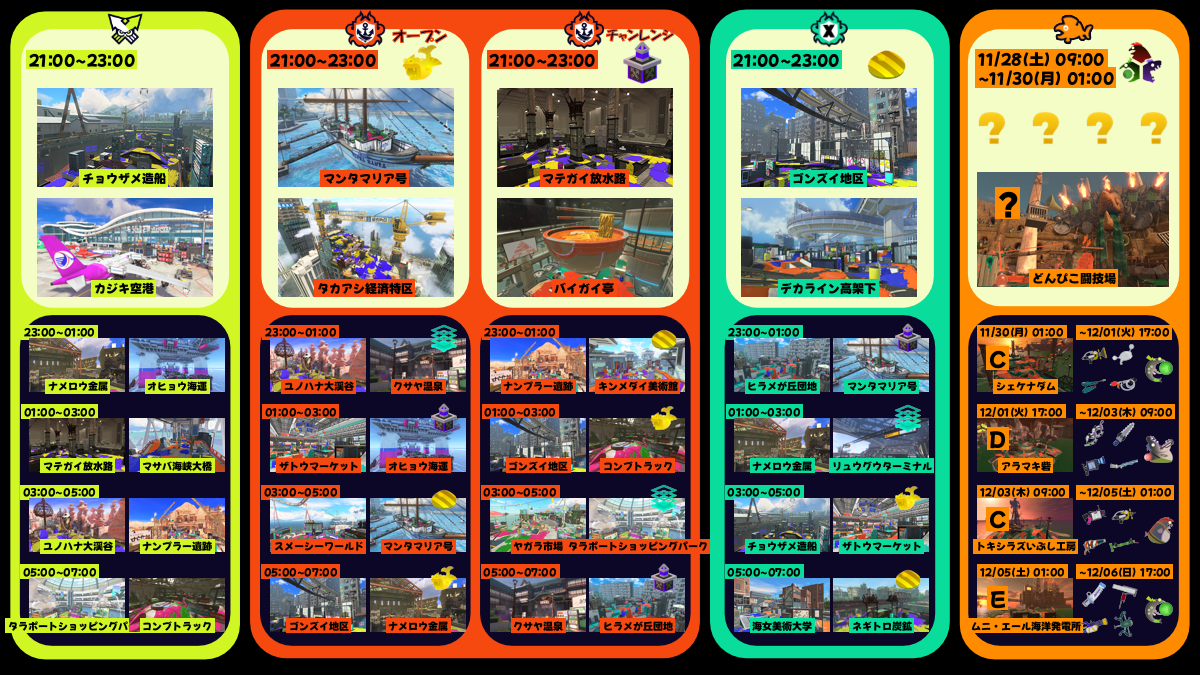 21:00~23:00
チョウザメ造船
カジキ空港
23:00~01:00
ナメロウ金属
オヒョウ海運
01:00~03:00
マテガイ放水路
マサバ海峡大橋
03:00~05:00
ユノハナ大渓谷
ナンプラー遺跡
05:00~07:00
タラポートショッピングパ
コンブトラック
オープン
21:00~23:00
マンタマリア号
タカアシ経済特区
23:00~01:00
ユノハナ大渓谷
クサヤ温泉
01:00~03:00
ザトウマーケット
オヒョウ海運
03:00~05:00
スメーシーワールド
マンタマリア号
05:00~07:00
ゴンズイ地区
ナメロウ金属
チャンレンジ
21:00~23:00
マテガイ放水路
バイガイ亭
23:00~01:00
ナンプラー遺跡
キンメダイ美術館
01:00~03:00
ゴンズイ地区
コンブトラック
03:00~05:00
ヤガラ市場
タラポートショッピングパーク
05:00~07:00
クサヤ温泉
ヒラメが丘団地
X
21:00~23:00
ゴンズイ地区
デカライン高架下
23:00~01:00
ヒラメが丘団地
マンタマリア号
01:00~03:00
ナメロウ金属
リュウグウターミナル
03:00~05:00
チョウザメ造船
ザトウマーケット
05:00~07:00
海女美術大学
ネギトロ炭鉱
11/28(土) 09:00
~11/30(月) 01:00
? ? ? ?
?
どんぴこ闘技場
11/30(月) 01:00
~12/01(火) 17:00
C
シェケナダム
12/01(火) 17:00
~12/03(木) 09:00
D
アラマキ砦
12/03(木) 09:00
~12/05(土) 01:00
C
トキシラズいぶし工房
12/05(土) 01:00
~12/06(日) 17:00
E
ムニ・エール海洋発電所